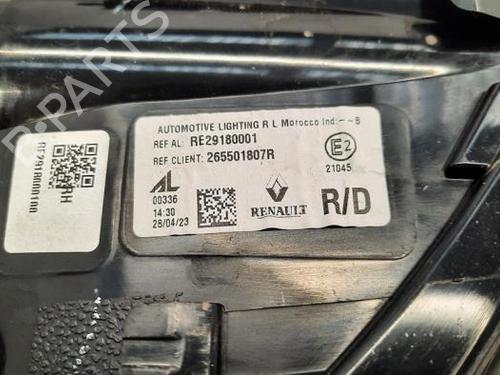 B-PARTS
AUTOMOTIVE LIGHTING R L Morocco Ind: - - B
REF AL: RE29180001
REF CLIENT: 265501807R
E2
21045
AL
00336
14:30
28/04/23
RENAULT
R/D